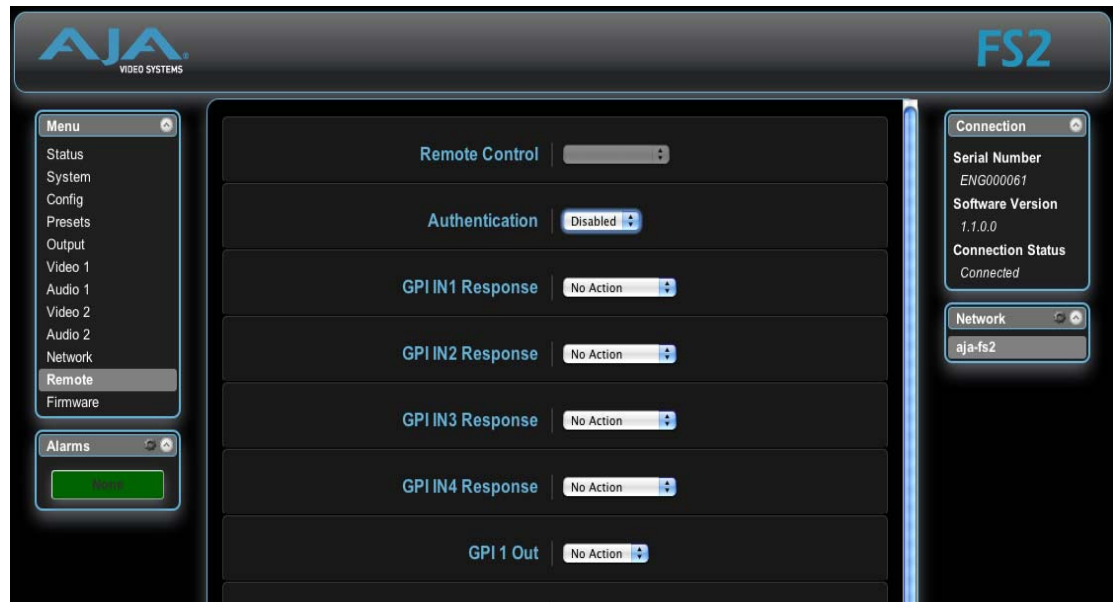 AJA
VIDEO SYSTEMS
FS2
Menu
Status
System
Config
Presets
Output
Video 1
Audio 1
Video 2
Audio 2
Network
Remote
Firmware
Alarms
None
Remote Control
Authentication Disabled
GPI IN1 Response No Action
GPI IN2 Response No Action
GPI IN3 Response No Action
GPI IN4 Response No Action
GPI 1 Out No Action
Connection
Serial Number
ENG000061
Software Version
1.1.0.0
Connection Status
Connected
Network
aja-fs2